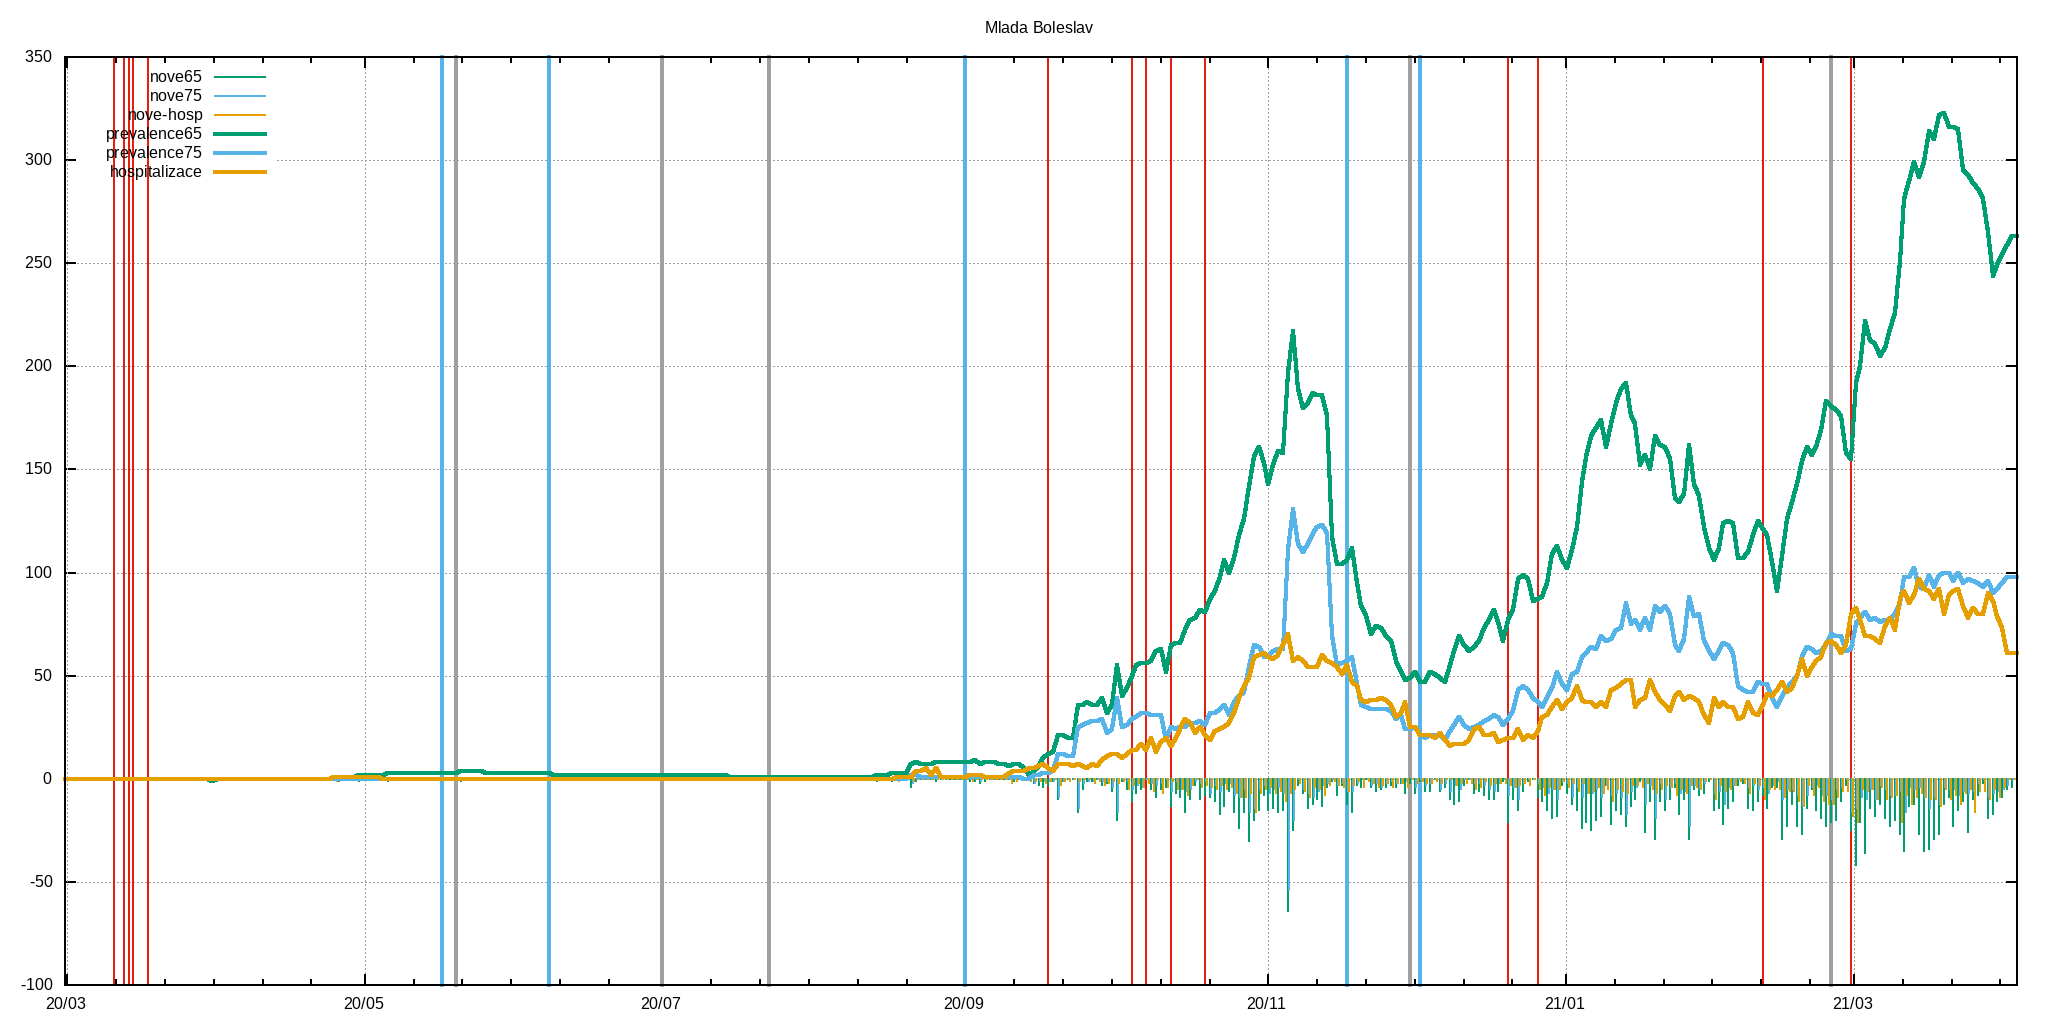 Mlada Boleslav
350
300
250
200
150
100
50
0
-50
-100
nove65
nove75
nove-hosp
prevalence65
prevalence75
hospitalizace
20/03 20/05 20/07 20/09 20/11 21/01 21/03